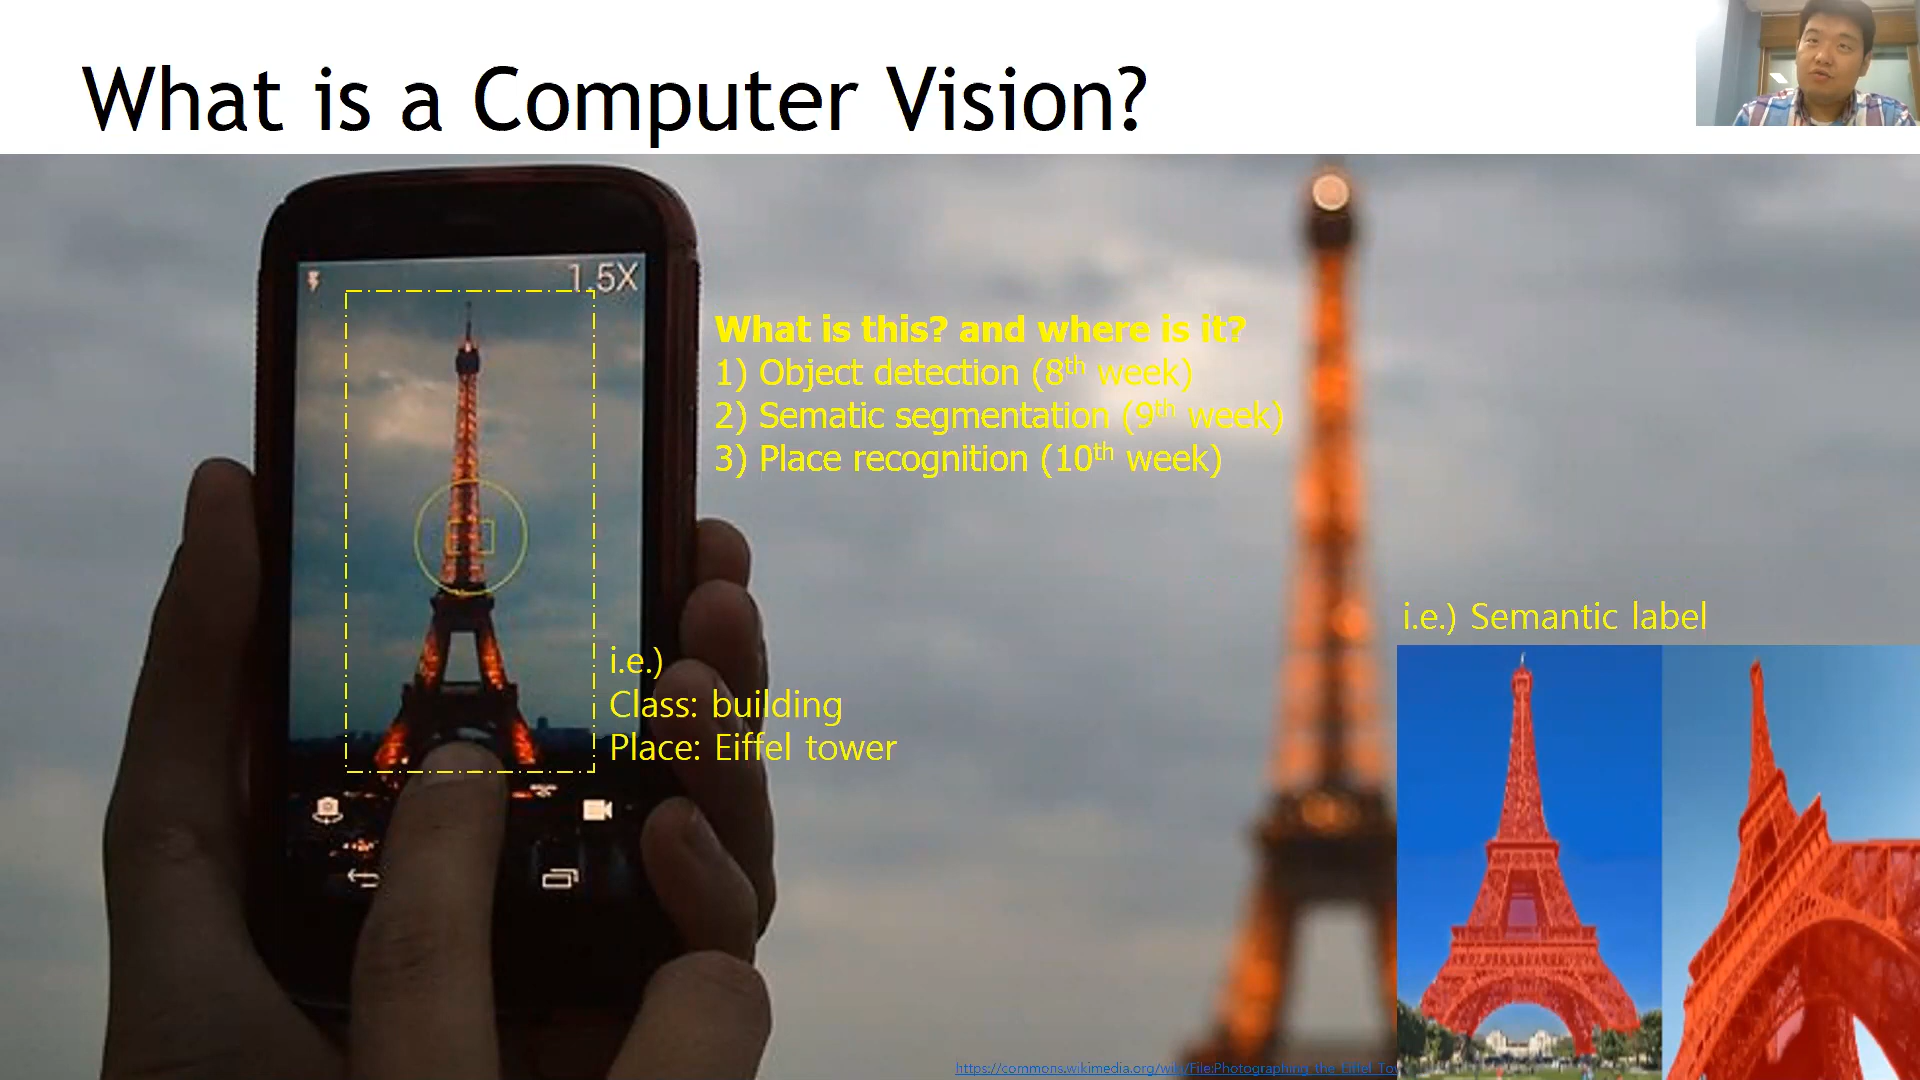 What is a Computer Vision?
1.5X
What is this? and where is it?
1) Object detection (8th week)
2) Sematic segmentation (9th week)
3) Place recognition (10th week)
i.e.) Semantic label
i.e.)
Class: building
Place: Eiffel tower
https://commons.wikimedia.org/wiki/File:Photographing_the_Eiffel_To